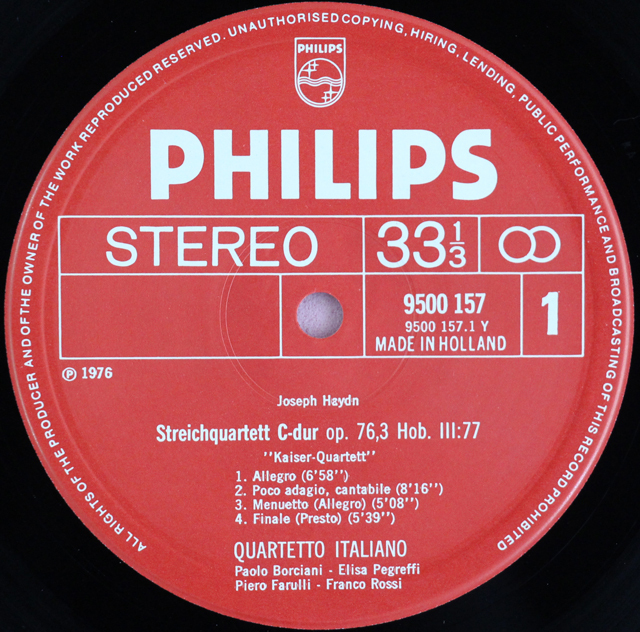 ALL RIGHTS OF THE PRODUCER AND OF THE OWNER OF THE WORK REPRODUCED RESERVED. UNAUTHORISED COPYING, HIRING, LENDING, PUBLIC PERFORMANCE AND BROADCASTING OF THIS RECORD PROHIBITED
PHILIPS
PHILIPS
STEREO
33 1/3
9500 157
9500 157.1 Y
MADE IN HOLLAND
1
℗ 1976
Joseph Haydn
Streichquartett C-dur op. 76,3 Hob. III:77
''Kaiser-Quartett''
1. Allegro (6'58'')
2. Poco adagio, cantabile (8'16'')
3. Menuetto (Allegro) (5'08'')
4. Finale (Presto) (5'39'')
QUARTETTO ITALIANO
Paolo Borciani - Elisa Pegreffi
Piero Farulli - Franco Rossi